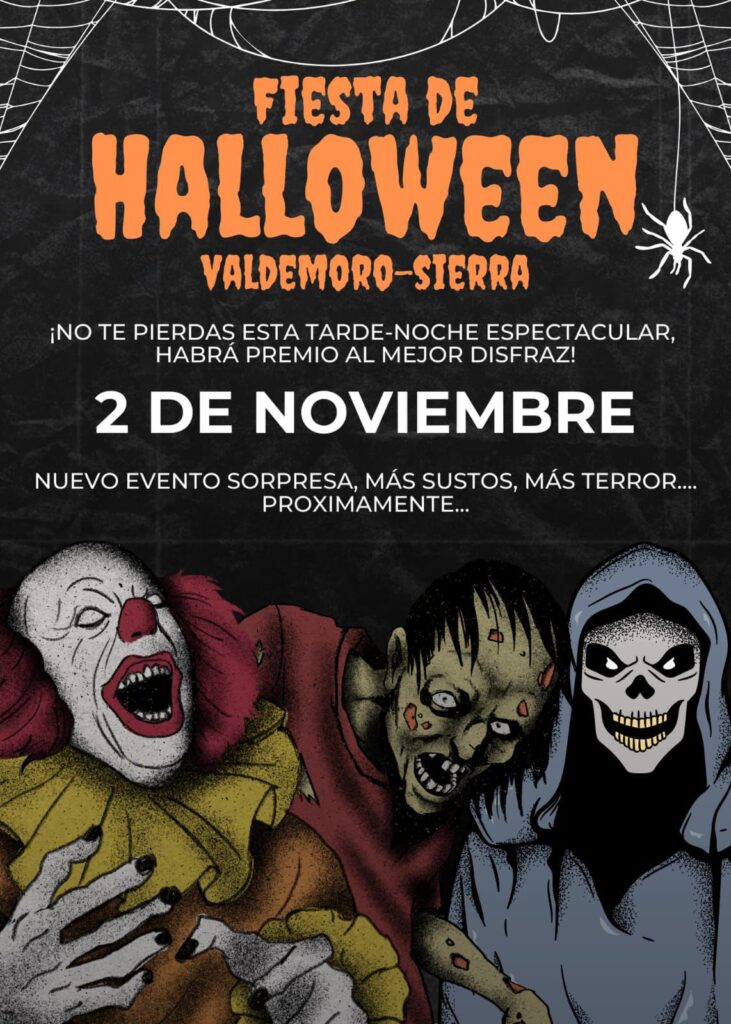 FIESTA DE
HALLOWEEN
VALDEMORO-SIERRA
¡NO TE PIERDAS ESTA TARDE-NOCHE ESPECTACULAR,
HABRÁ PREMIO AL MEJOR DISFRAZ!
2 DE NOVIEMBRE
NUEVO EVENTO SORPRESA, MÁS SUSTOS, MÁS TERROR....
PROXIMAMENTE...